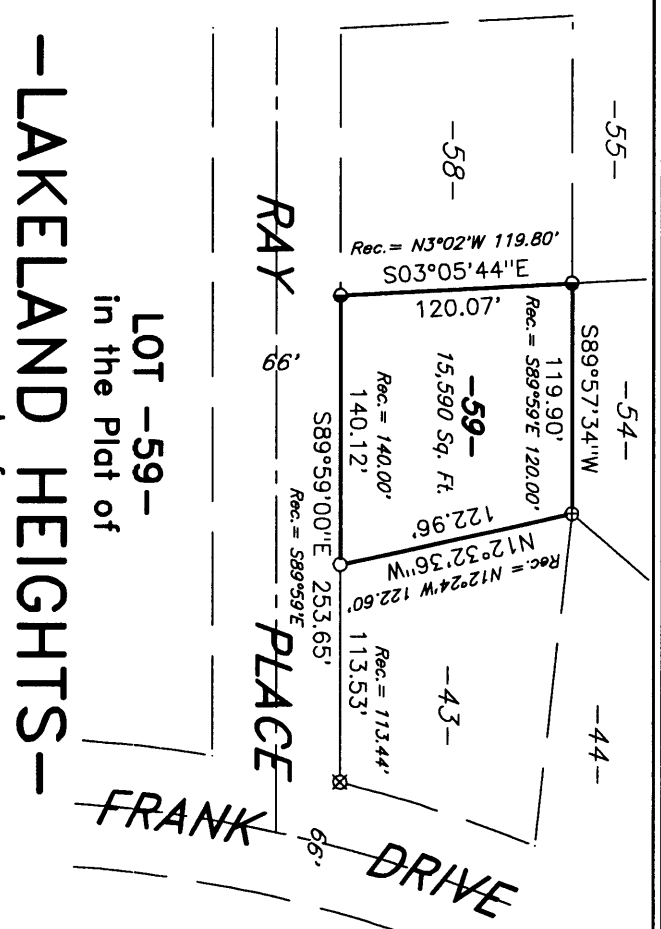 -55-
-54-
-44-
-58-
Rec.= N3°02'W 119.80'
S03°05'44"E
120.07'
S89°57'34"W
119.90'
Rec.= S89°59'E 120.00'
-59-
15,590 Sq. Ft.
Rec.= 140.00'
140.12'
122.96'
N12°32'36"W
Rec.= N12°24'W 122.60'
-43-
Rec.= 113.44'
113.53'
S89°59'00"E 253.65'
Rec.= S89°59'E
RAY PLACE
66'
FRANK DRIVE
66'
LOT -59-
in the Plat of
-LAKELAND HEIGHTS-